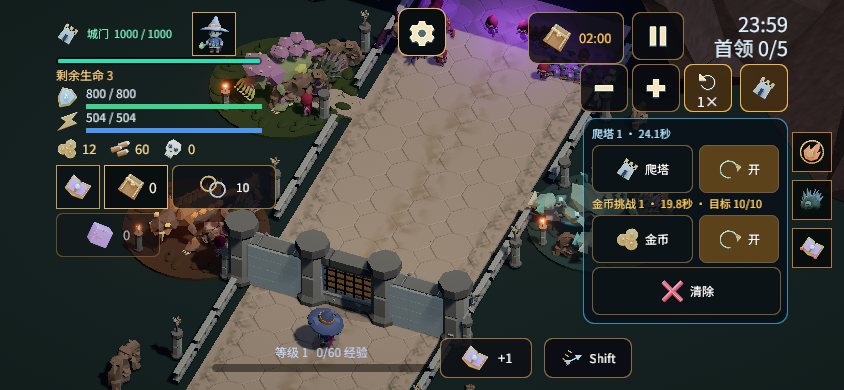 城门 1000 / 1000
剩余生命 3
800 / 800
504 / 504
12 60 0
0 10
0
02:00
23:59
首领 0/5
1×
爬塔 1 · 24.1秒
爬塔 开
金币挑战 1 · 19.8秒 · 目标 10/10
金币 开
清除
等级 1 0/60 经验
+1
Shift